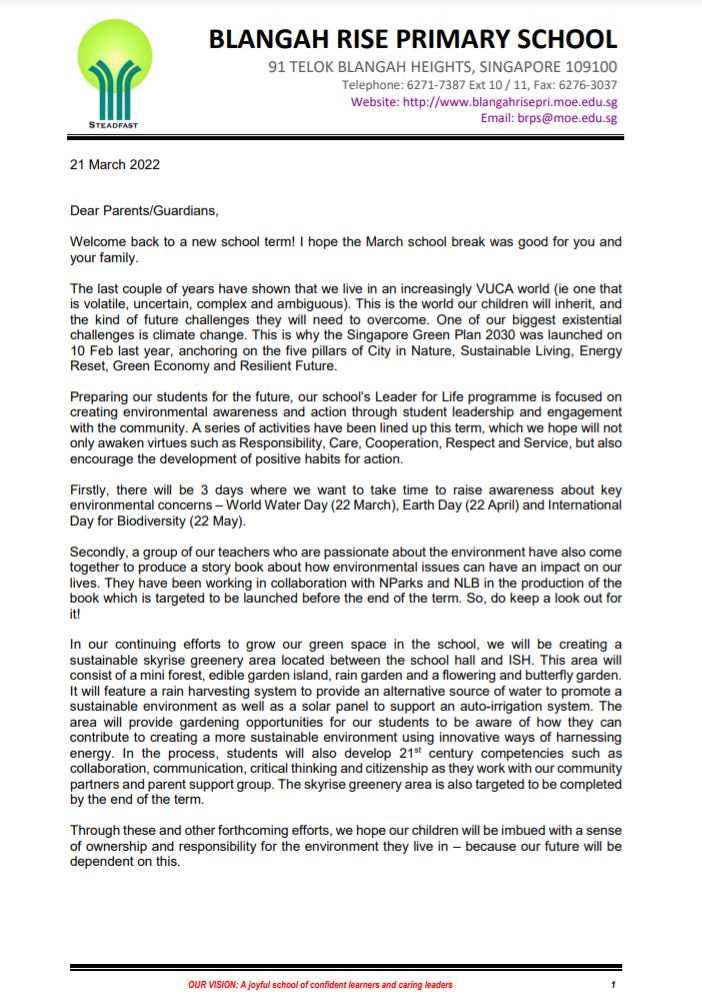 STEADFAST
BLANGAH RISE PRIMARY SCHOOL
91 TELOK BLANGAH HEIGHTS, SINGAPORE 109100
Telephone: 6271-7387 Ext 10 / 11, Fax: 6276-3037
Website: http://www.blangahrisepri.moe.edu.sg
Email: brps@moe.edu.sg
21 March 2022
Dear Parents/Guardians,
Welcome back to a new school term! I hope the March school break was good for you and
your family.
The last couple of years have shown that we live in an increasingly VUCA world (ie one that
is volatile, uncertain, complex and ambiguous). This is the world our children will inherit, and
the kind of future challenges they will need to overcome. One of our biggest existential
challenges is climate change. This is why the Singapore Green Plan 2030 was launched on
10 Feb last year, anchoring on the five pillars of City in Nature, Sustainable Living, Energy
Reset, Green Economy and Resilient Future.
Preparing our students for the future, our school's Leader for Life programme is focused on
creating environmental awareness and action through student leadership and engagement
with the community. A series of activities have been lined up this term, which we hope will not
only awaken virtues such as Responsibility, Care, Cooperation, Respect and Service, but also
encourage the development of positive habits for action.
Firstly, there will be 3 days where we want to take time to raise awareness about key
environmental concerns – World Water Day (22 March), Earth Day (22 April) and International
Day for Biodiversity (22 May).
Secondly, a group of our teachers who are passionate about the environment have also come
together to produce a story book about how environmental issues can have an impact on our
lives. They have been working in collaboration with NParks and NLB in the production of the
book which is targeted to be launched before the end of the term. So, do keep a look out for
it!
In our continuing efforts to grow our green space in the school, we will be creating a
sustainable skyrise greenery area located between the school hall and ISH. This area will
consist of a mini forest, edible garden island, rain garden and a flowering and butterfly garden.
It will feature a rain harvesting system to provide an alternative source of water to promote a
sustainable environment as well as a solar panel to support an auto-irrigation system. The
area will provide gardening opportunities for our students to be aware of how they can
contribute to creating a more sustainable environment using innovative ways of harnessing
energy. In the process, students will also develop 21st century competencies such as
collaboration, communication, critical thinking and citizenship as they work with our community
partners and parent support group. The skyrise greenery area is also targeted to be completed
by the end of the term.
Through these and other forthcoming efforts, we hope our children will be imbued with a sense
of ownership and responsibility for the environment they live in – because our future will be
dependent on this.
OUR VISION: A joyful school of confident learners and caring leaders 1